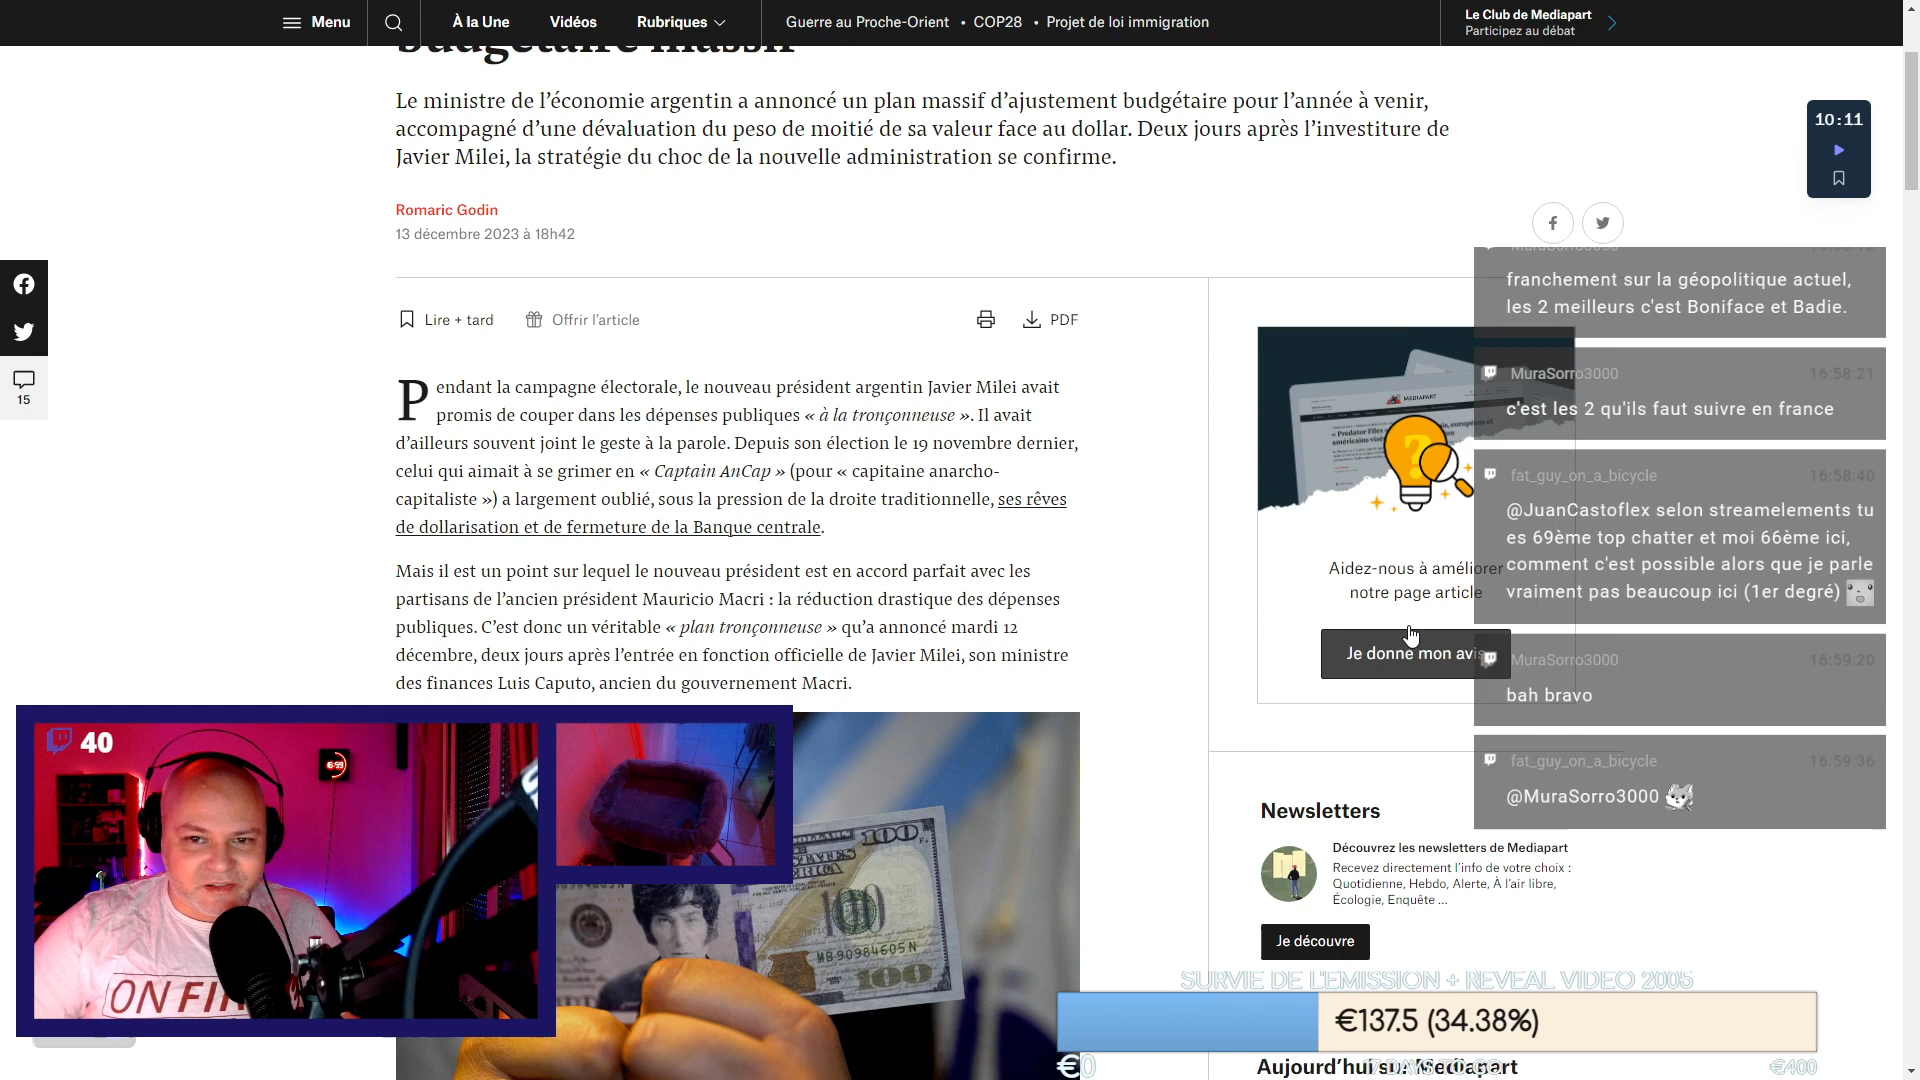 Menu
À la Une
Vidéos
Rubriques
Guerre au Proche-Orient • COP28 • Projet de loi immigration
Le Club de Mediapart
Participez au débat
budgétaire massif
Le ministre de l’économie argentin a annoncé un plan massif d’ajustement budgétaire pour l’année à venir,
accompagné d’une dévaluation du peso de moitié de sa valeur face au dollar. Deux jours après l’investiture de
Javier Milei, la stratégie du choc de la nouvelle administration se confirme.
10:11
Romaric Godin
13 décembre 2023 à 18h42
15
Lire + tard
Offrir l’article
PDF
Pendant la campagne électorale, le nouveau président argentin Javier Milei avait
promis de couper dans les dépenses publiques « à la tronçonneuse ». Il avait
d’ailleurs souvent joint le geste à la parole. Depuis son élection le 19 novembre dernier,
celui qui aimait à se grimer en « Captain AnCap » (pour « capitaine anarcho-
capitaliste ») a largement oublié, sous la pression de la droite traditionnelle, ses rêves
de dollarisation et de fermeture de la Banque centrale.
Mais il est un point sur lequel le nouveau président est en accord parfait avec les
partisans de l’ancien président Mauricio Macri : la réduction drastique des dépenses
publiques. C’est donc un véritable « plan tronçonneuse » qu’a annoncé mardi 12
décembre, deux jours après l’entrée en fonction officielle de Javier Milei, son ministre
des finances Luis Caputo, ancien du gouvernement Macri.
MEDIAPART
Aidez-nous à améliorer
notre page article
Je donne mon avis
franchement sur la géopolitique actuel,
les 2 meilleurs c'est Boniface et Badie.
MuraSorro3000 16:58:21
c'est les 2 qu'ils faut suivre en france
fat_guy_on_a_bicycle 16:58:40
@JuanCastoflex selon streamelements tu
es 69ème top chatter et moi 66ème ici,
comment c'est possible alors que je parle
vraiment pas beaucoup ici (1er degré)
MuraSorro3000 16:59:20
bah bravo
fat_guy_on_a_bicycle 16:59:36
@MuraSorro3000
40
ON FI
100
100
MB90984605N
100
Newsletters
Découvrez les newsletters de Mediapart
Recevez directement l’info de votre choix :
Quotidienne, Hebdo, Alerte, À l’air libre,
Écologie, Enquête ...
Je découvre
SURVIE DE L'EMISSION + REVEAL VIDEO 2005
€137.5 (34.38%)
€0
17 DAYS TO GO
€400
Aujourd’hui sur Mediapart